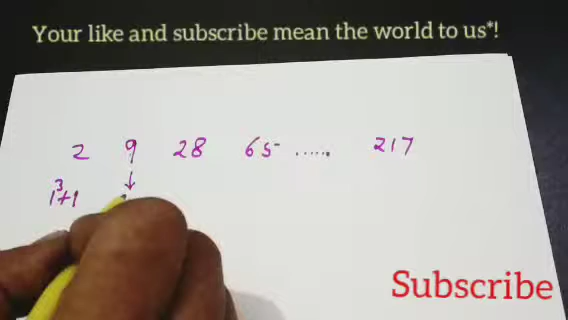 Your like and subscribe mean the world to us*!
2 9 28 65 ...... 217
↓
1³+1
Subscribe